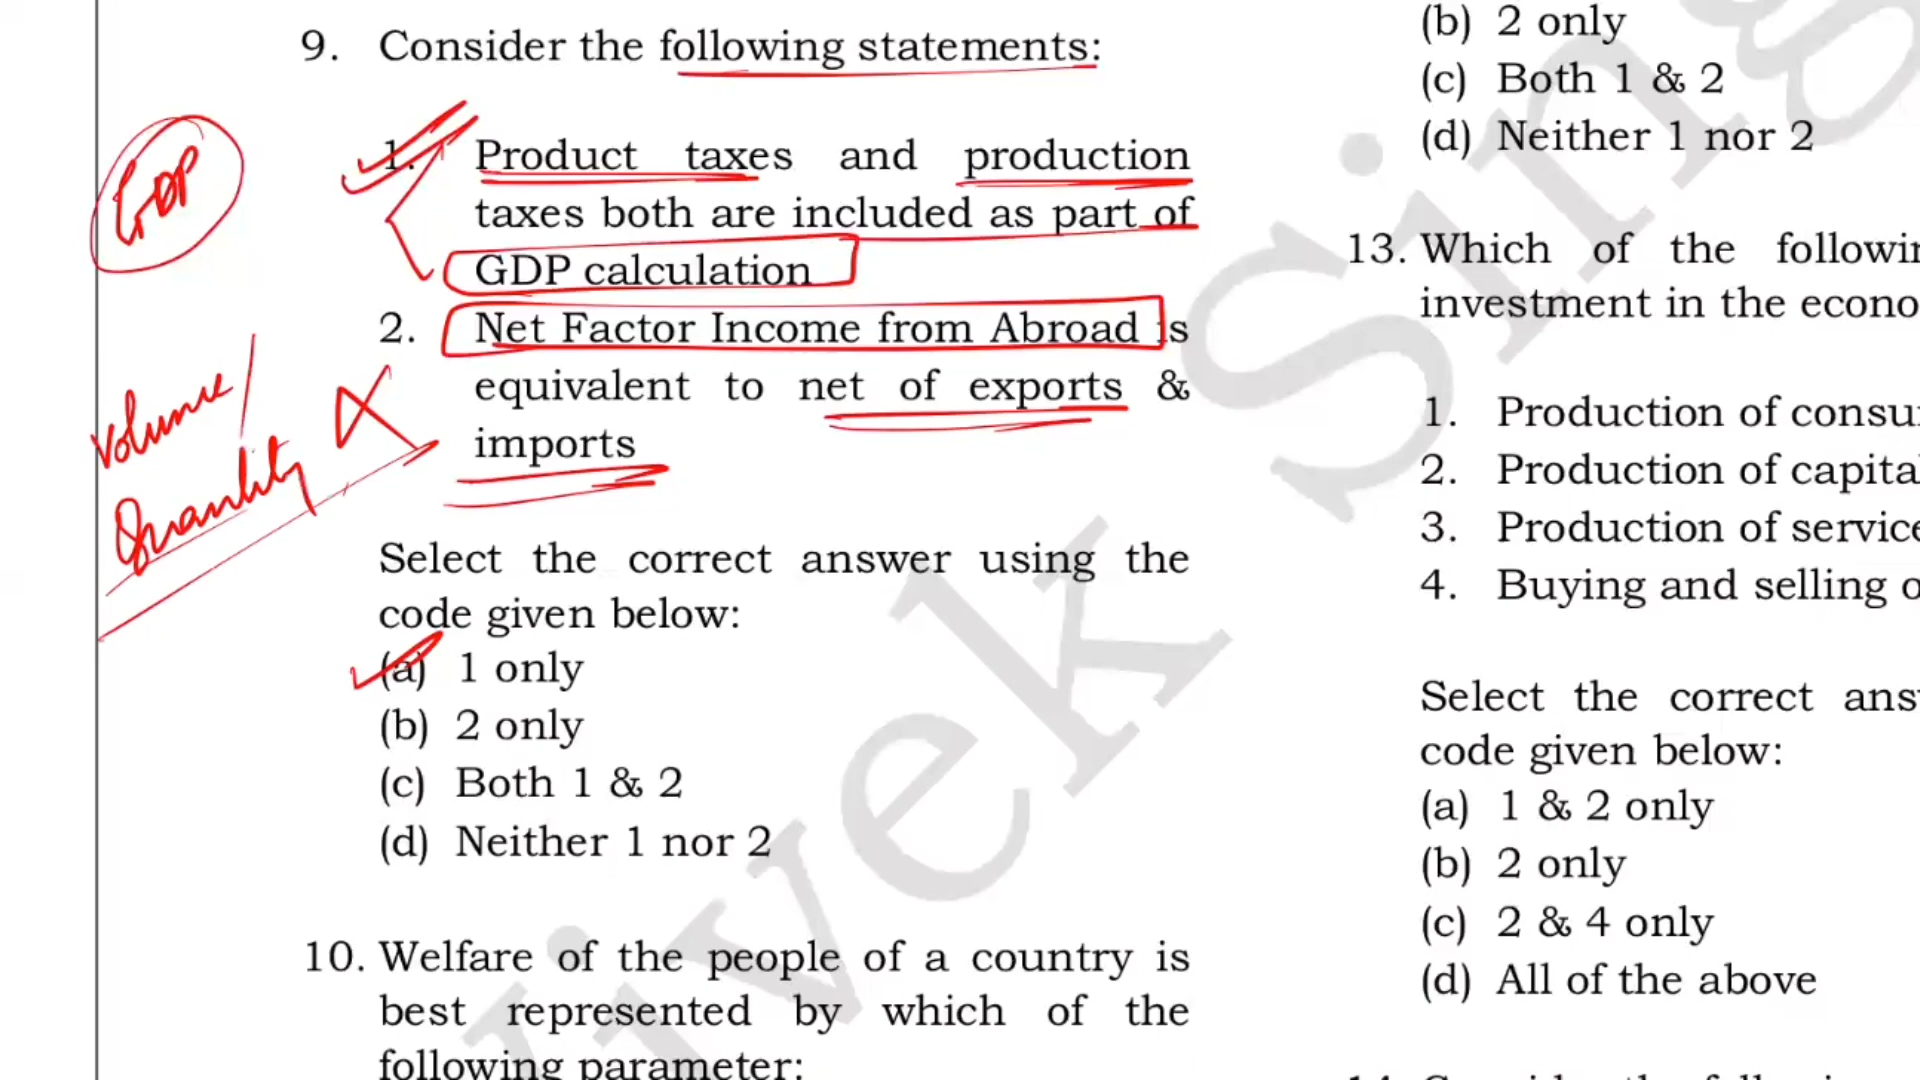 9. Consider the following statements:
1. Product taxes and production
taxes both are included as part of
GDP calculation
2. Net Factor Income from Abroad is
equivalent to net of exports &
imports
GDP
Volume/
Quantity
Select the correct answer using the
code given below:
(a) 1 only
(b) 2 only
(c) Both 1 & 2
(d) Neither 1 nor 2
10. Welfare of the people of a country is
best represented by which of the
following parameter:
(b) 2 only
(c) Both 1 & 2
(d) Neither 1 nor 2
13. Which of the
investment in the
1. Production of
2. Production of
3. Production of
4. Buying and selling
Select the correct
code given below:
(a) 1 & 2 only
(b) 2 only
(c) 2 & 4 only
(d) All of the above